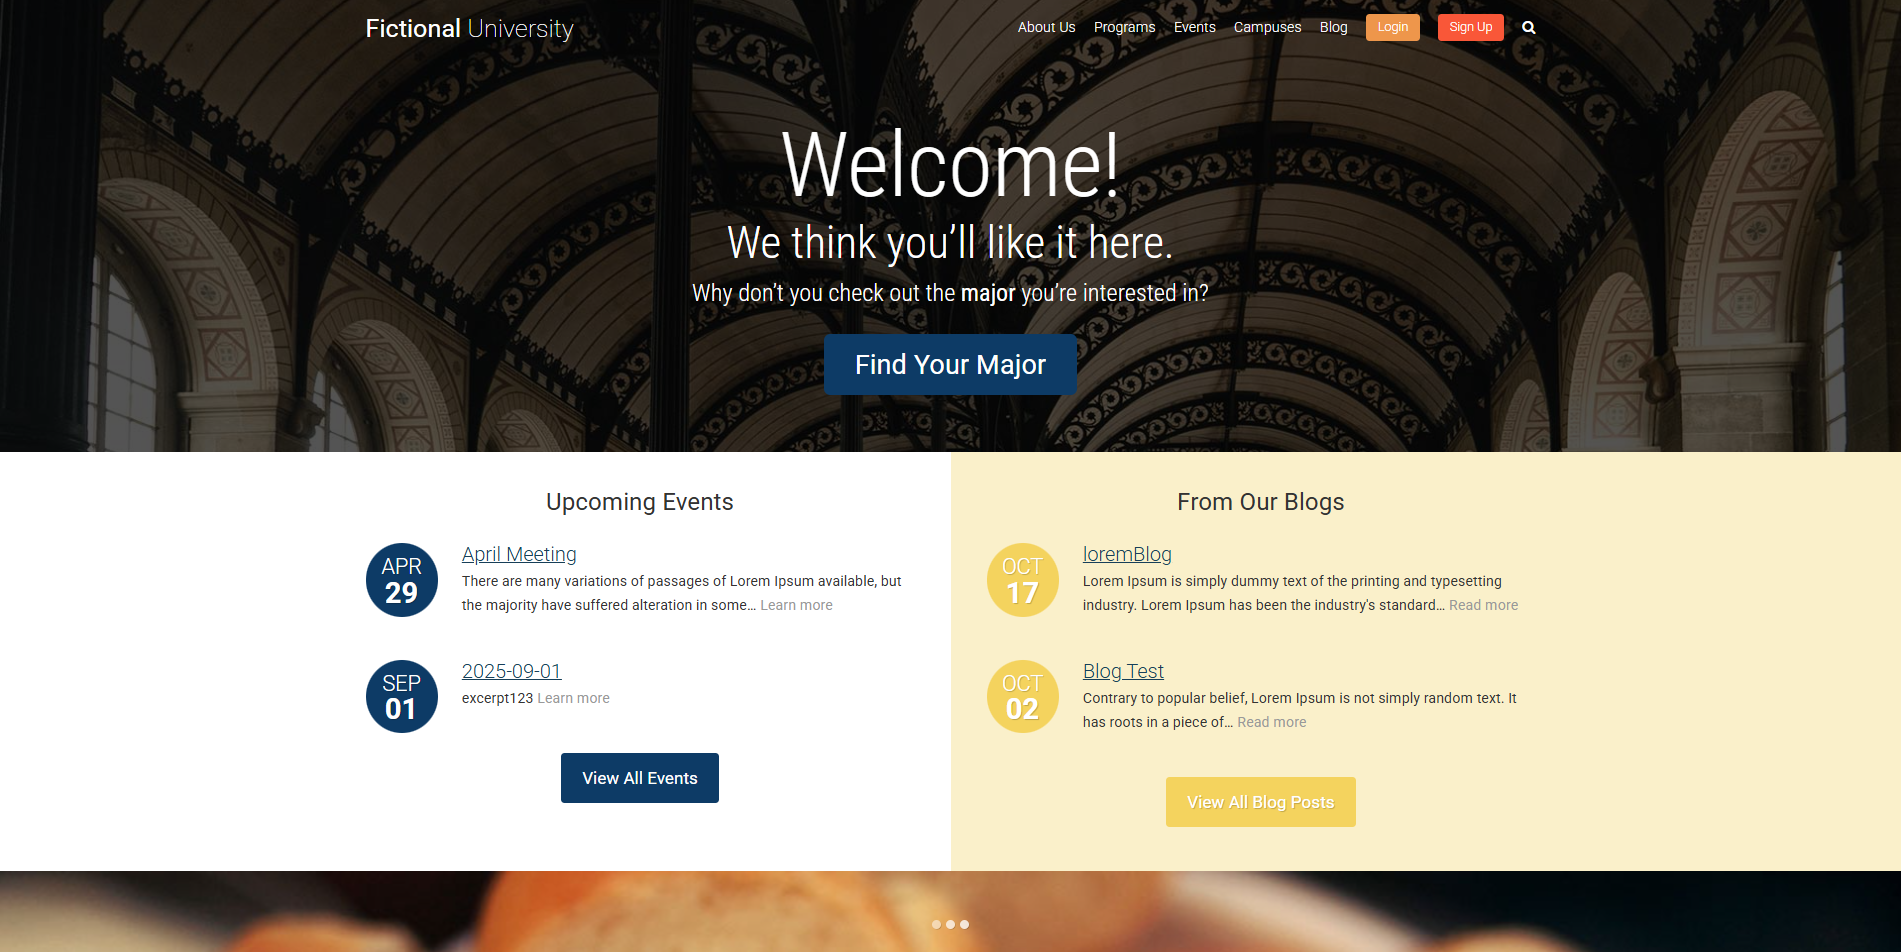 Fictional University
About Us Programs Events Campuses Blog Login Sign Up
Welcome!
We think you’ll like it here.
Why don’t you check out the major you’re interested in?
Find Your Major
Upcoming Events
APR
29
April Meeting
There are many variations of passages of Lorem Ipsum available, but
the majority have suffered alteration in some… Learn more
SEP
01
2025-09-01
excerpt123 Learn more
View All Events
From Our Blogs
OCT
17
loremBlog
Lorem Ipsum is simply dummy text of the printing and typesetting
industry. Lorem Ipsum has been the industry's standard… Read more
OCT
02
Blog Test
Contrary to popular belief, Lorem Ipsum is not simply random text. It
has roots in a piece of… Read more
View All Blog Posts